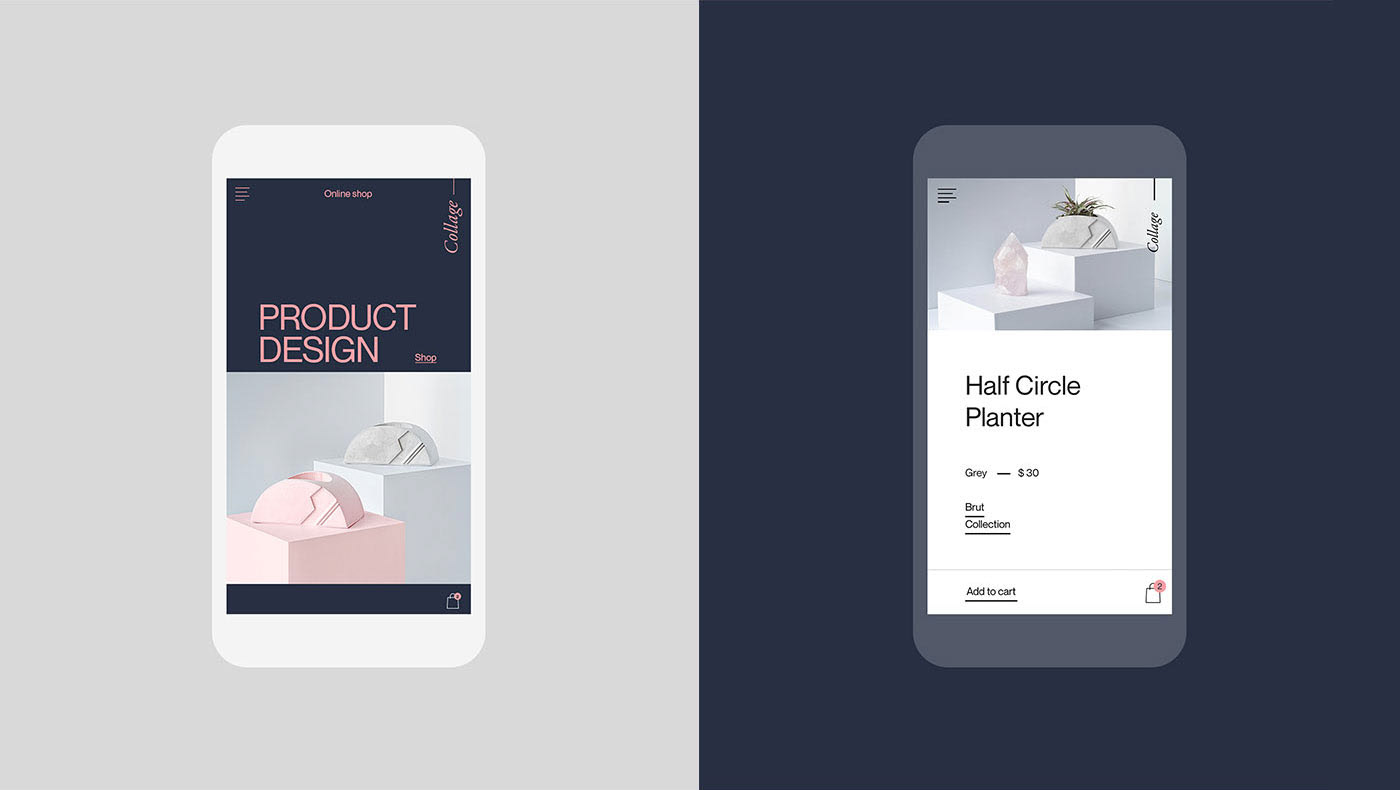 Online shop
Collage
PRODUCT
DESIGN
Shop
Collage
Half Circle
Planter
Grey — $ 30
Brut
Collection
Add to cart
2